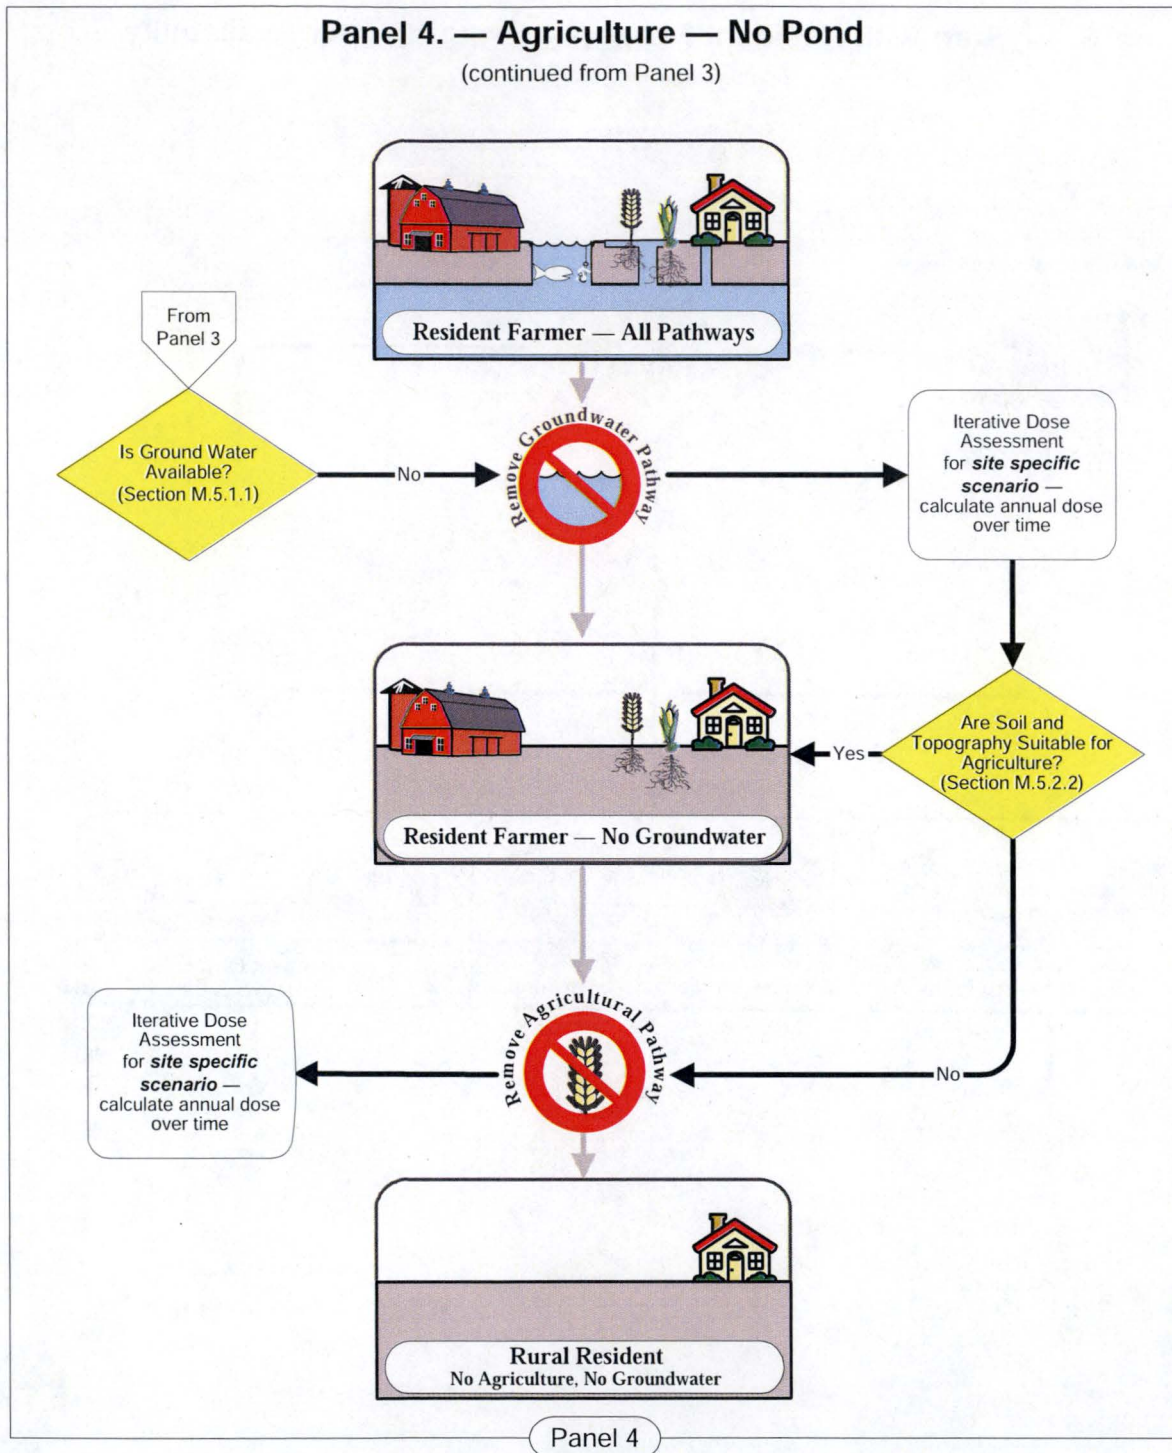 Panel 4. — Agriculture — No Pond
(continued from Panel 3)
Resident Farmer — All Pathways
From
Panel 3
Is Ground Water
Available?
(Section M.5.1.1)
No
Remove Groundwater Pathway
Iterative Dose
Assessment
for site specific
scenario —
calculate annual dose
over time
Are Soil and
Topography Suitable for
Agriculture?
(Section M.5.2.2)
Yes
Resident Farmer — No Groundwater
No
Remove Agricultural Pathway
Iterative Dose
Assessment
for site specific
scenario —
calculate annual dose
over time
Rural Resident
No Agriculture, No Groundwater
Panel 4